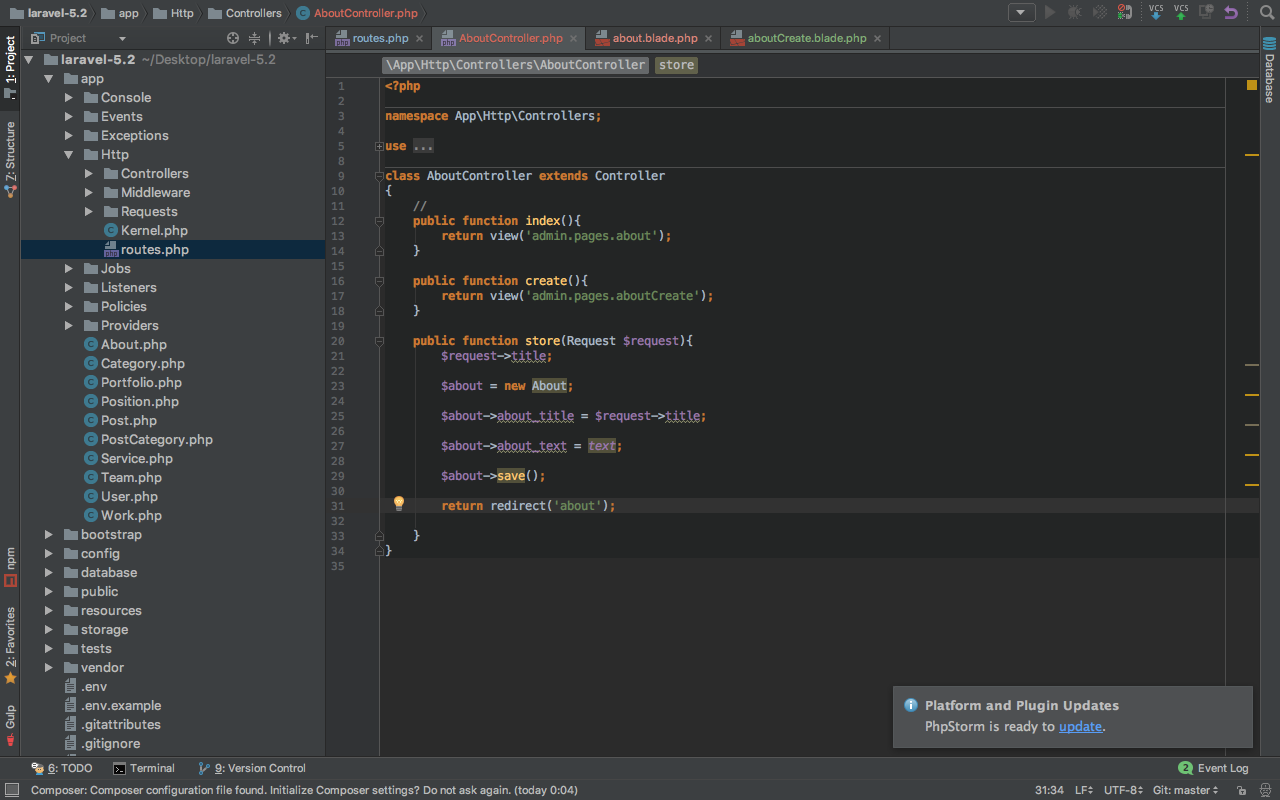 laravel-5.2 app Http Controllers AboutController.php
Project
routes.php AboutController.php about.blade.php aboutCreate.blade.php
\App\Http\Controllers\AboutController store
1: Project
Z: Structure
npm
2: Favorites
Gulp
Database
laravel-5.2 ~/Desktop/laravel-5.2
app
Console
Events
Exceptions
Http
Controllers
Middleware
Requests
Kernel.php
routes.php
Jobs
Listeners
Policies
Providers
About.php
Category.php
Portfolio.php
Position.php
Post.php
PostCategory.php
Service.php
Team.php
User.php
Work.php
bootstrap
config
database
public
resources
storage
tests
vendor
.env
.env.example
.gitattributes
.gitignore
1 <?php
2
3 namespace App\Http\Controllers;
4
5 use ...
8
9 class AboutController extends Controller
10 {
11 //
12 public function index(){
13 return view('admin.pages.about');
14 }
15
16 public function create(){
17 return view('admin.pages.aboutCreate');
18 }
19
20 public function store(Request $request){
21 $request->title;
22
23 $about = new About;
24
25 $about->about_title = $request->title;
26
27 $about->about_text = text;
28
29 $about->save();
30
31 return redirect('about');
32
33 }
34 }
35
Platform and Plugin Updates
PhpStorm is ready to update.
6: TODO Terminal 9: Version Control 2 Event Log
Composer: Composer configuration file found. Initialize Composer settings? Do not ask again. (today 0:04) 31:34 LF UTF-8 Git: master